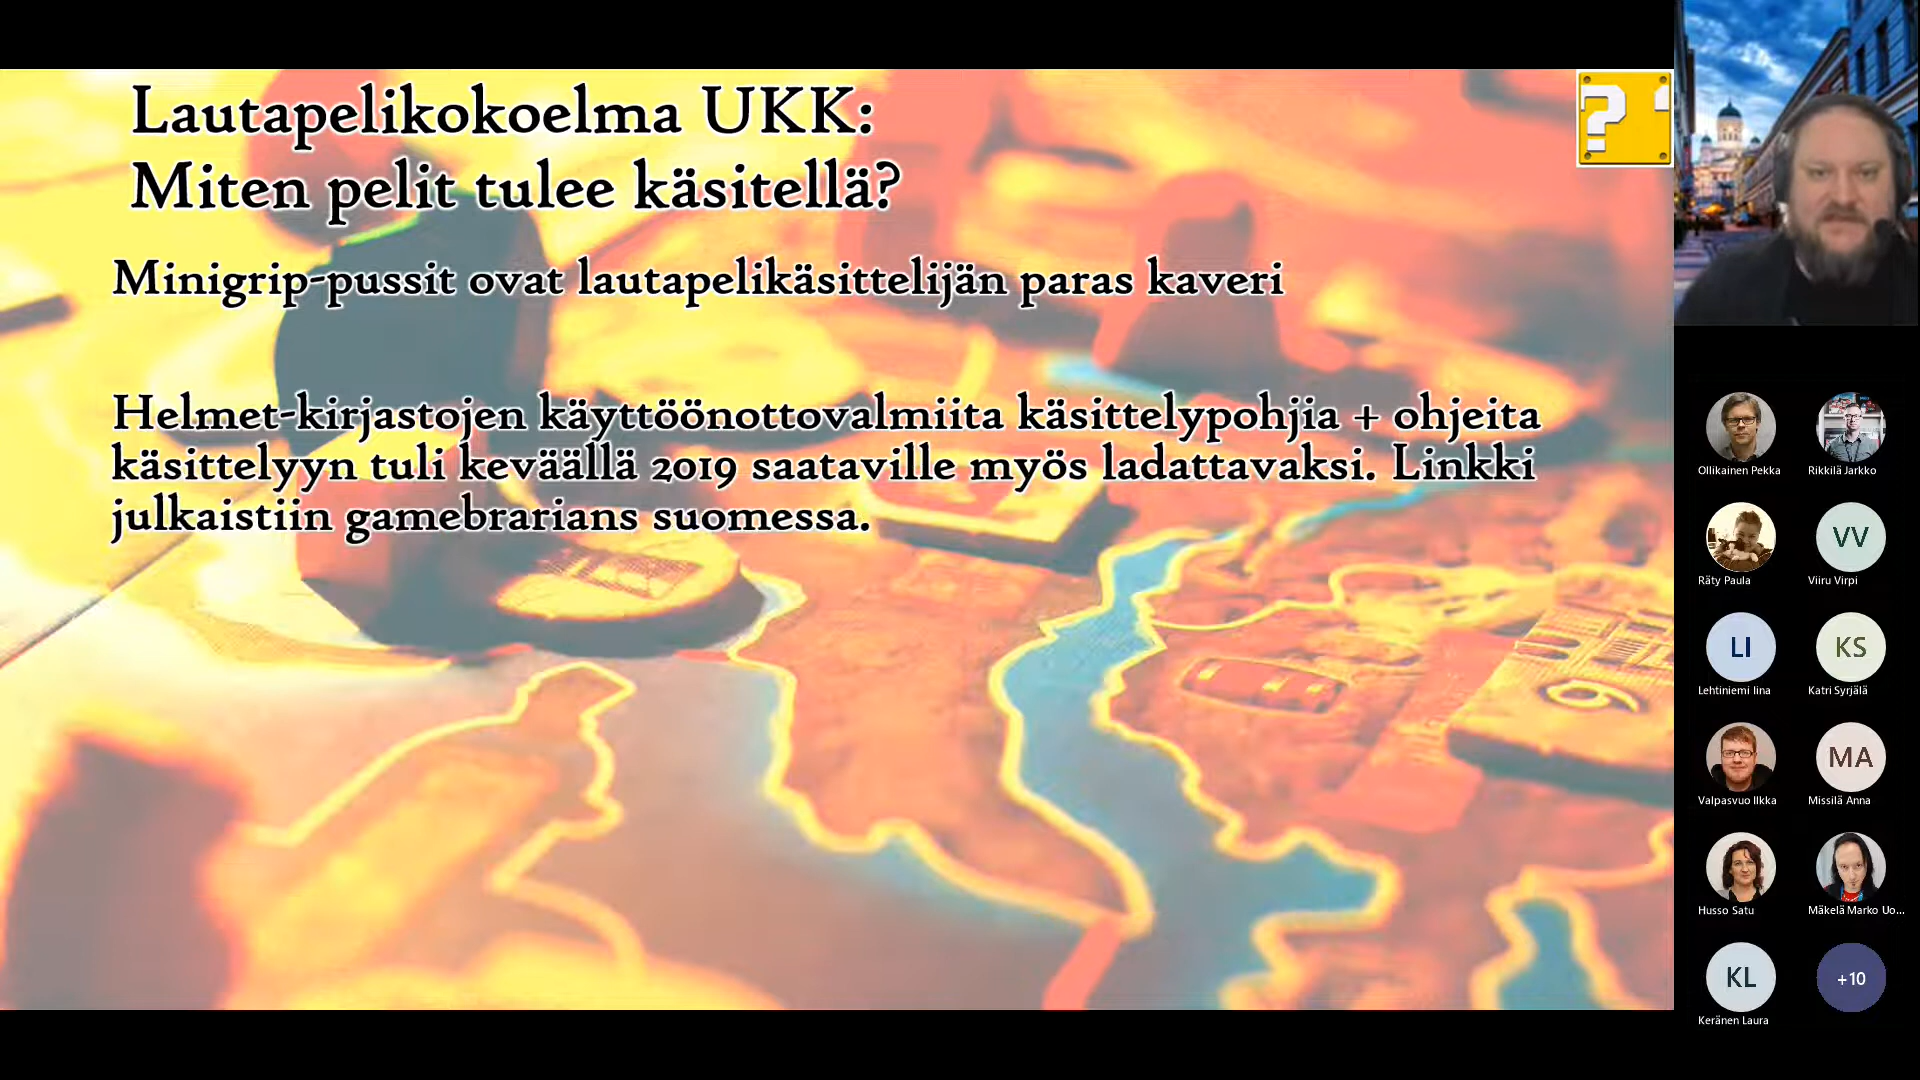 Lautapelikokoelma UKK:
Miten pelit tulee käsitellä?
Minigrip-pussit ovat lautapelikäsittelijän paras kaveri
Helmet-kirjastojen käyttöönottovalmiita käsittelypohjia + ohjeita
käsittelyyn tuli keväällä 2019 saataville myös ladattavaksi. Linkki
julkaistiin gamebrarians suomessa.
?
9
Ollikainen Pekka
Rikkilä Jarkko
Räty Paula
VV
Viiru Virpi
LI
Lehtiniemi Iina
KS
Katri Syrjälä
Valpasvuo Ilkka
MA
Missilä Anna
Husso Satu
Mäkelä Marko Uo...
KL
Keränen Laura
+10